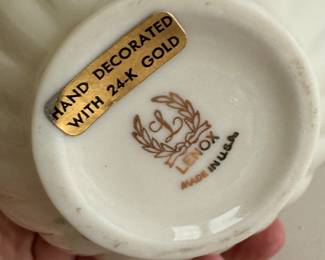 HAND DECORATED
WITH 24-K GOLD
L
LENOX
MADE IN U.S.A.